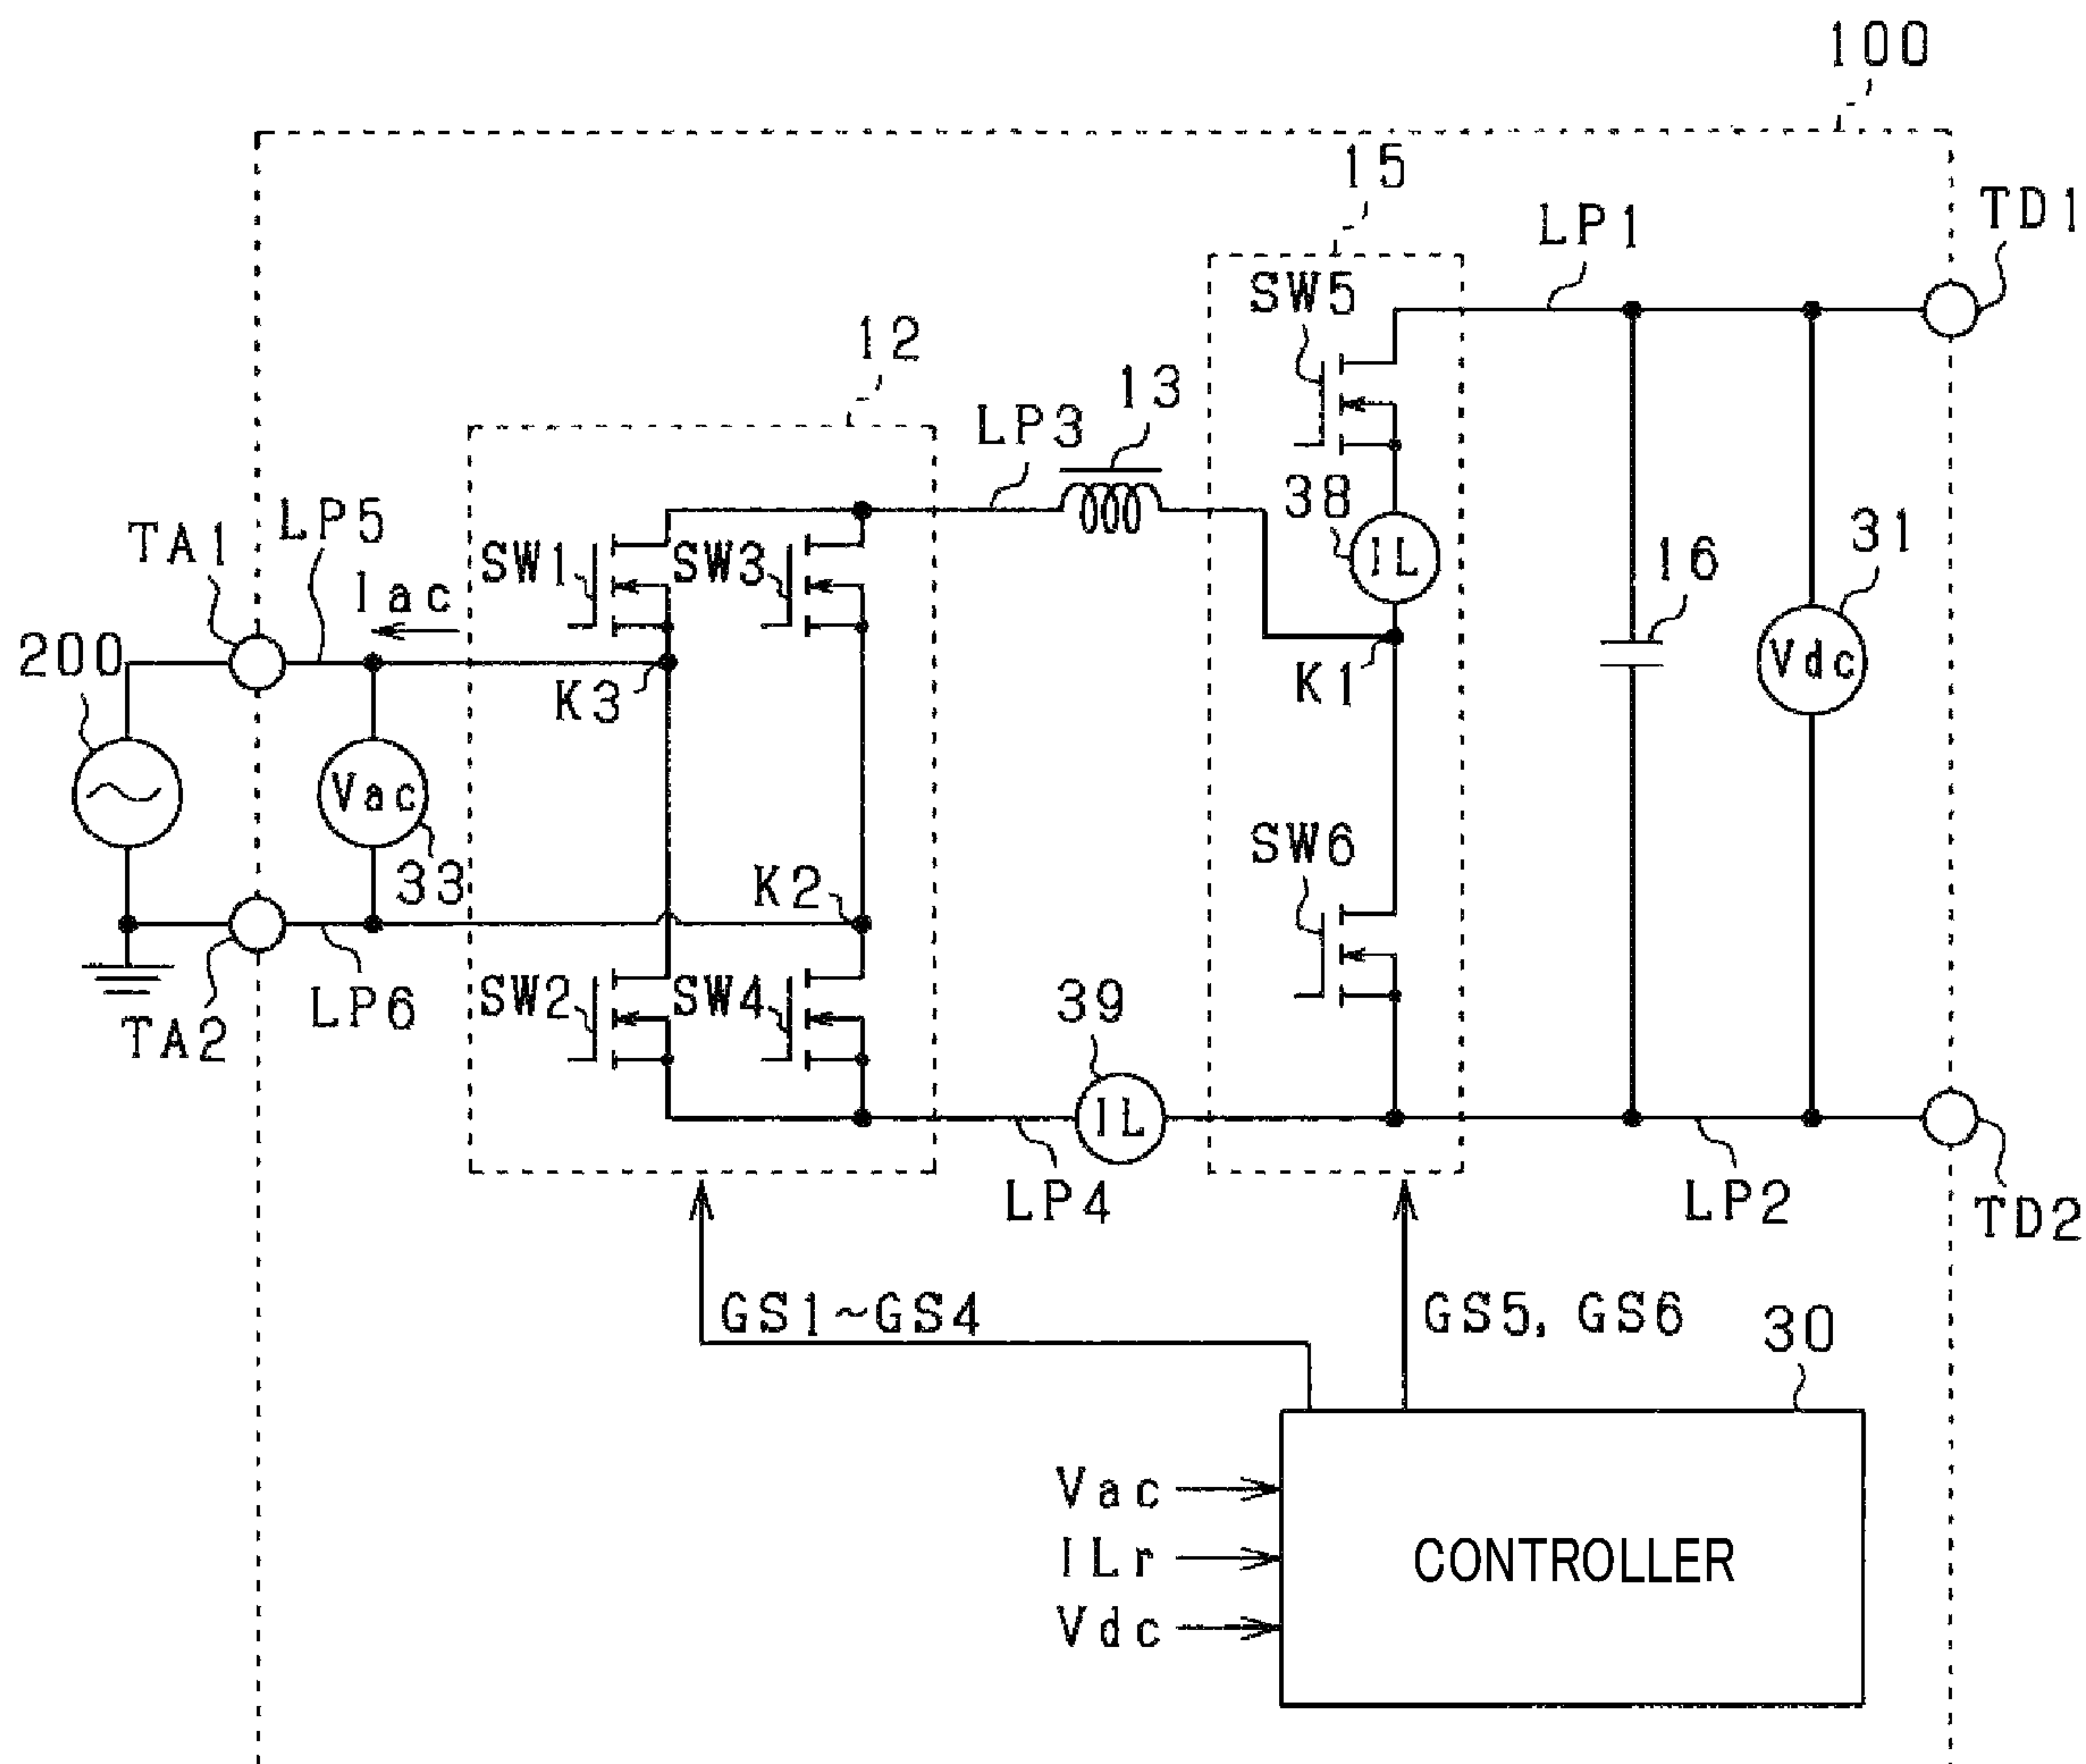 100
15
TD1
LP1
SW5
12
13
LP3
38
31
LP5
TA1
SW1
SW3
IL
16
Iac
200
K3
K1
Vdc
Vac
SW6
33
K2
SW2
SW4
39
LP6
TA2
IL
LP4
LP2
TD2
GS1~GS4
GS5, GS6
30
Vac
ILr
CONTROLLER
Vdc